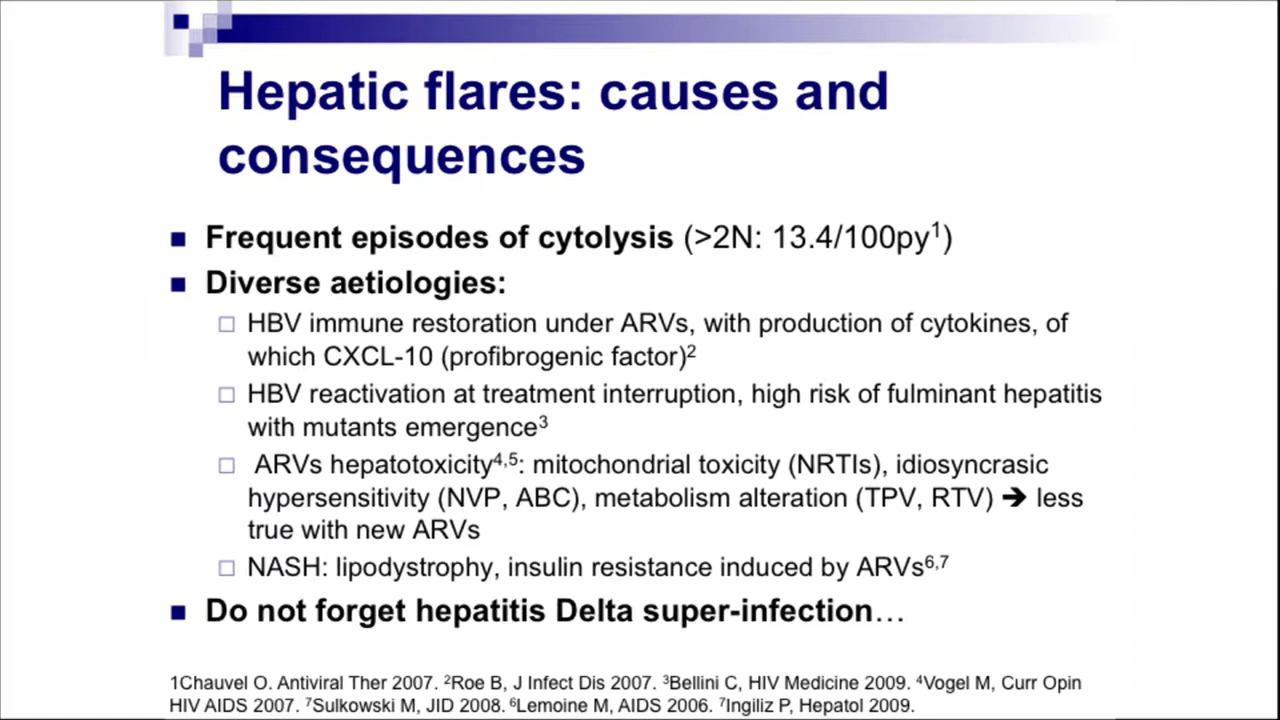 Hepatic flares: causes and
consequences
■ Frequent episodes of cytolysis (>2N: 13.4/100py¹)
■ Diverse aetiologies:
□ HBV immune restoration under ARVs, with production of cytokines, of
which CXCL-10 (profibrogenic factor)²
□ HBV reactivation at treatment interruption, high risk of fulminant hepatitis
with mutants emergence³
□ ARVs hepatotoxicity⁴,⁵: mitochondrial toxicity (NRTIs), idiosyncrasic
hypersensitivity (NVP, ABC), metabolism alteration (TPV, RTV) ➔ less
true with new ARVs
□ NASH: lipodystrophy, insulin resistance induced by ARVs⁶,⁷
■ Do not forget hepatitis Delta super-infection…
1Chauvel O. Antiviral Ther 2007. ²Roe B, J Infect Dis 2007. ³Bellini C, HIV Medicine 2009. ⁴Vogel M, Curr Opin
HIV AIDS 2007. ⁷Sulkowski M, JID 2008. ⁶Lemoine M, AIDS 2006. ⁷Ingiliz P, Hepatol 2009.